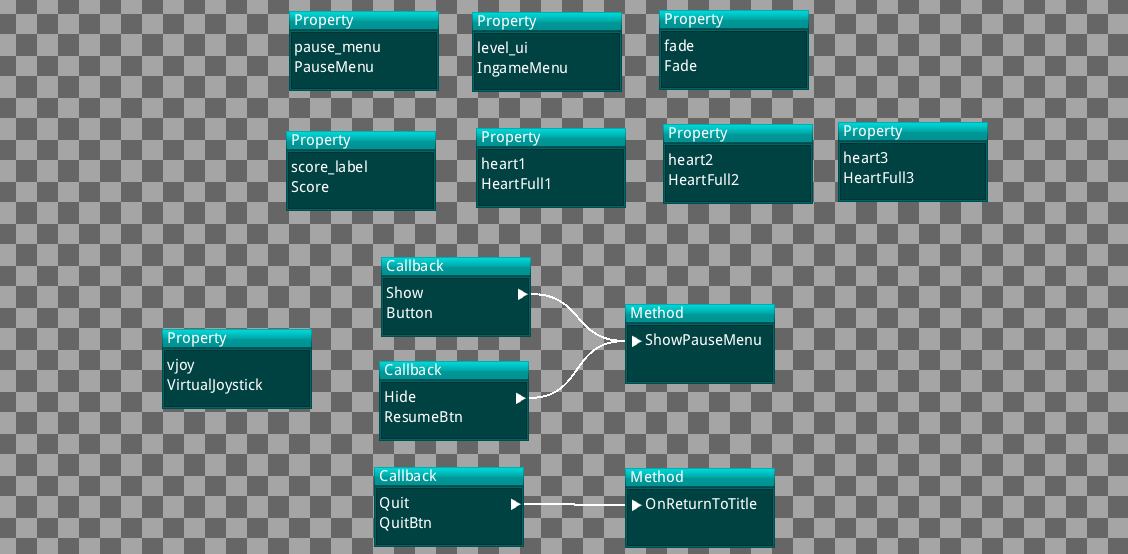 Property
pause_menu
PauseMenu
Property
level_ui
IngameMenu
Property
fade
Fade
Property
score_label
Score
Property
heart1
HeartFull1
Property
heart2
HeartFull2
Property
heart3
HeartFull3
Callback
Show
Button
Method
ShowPauseMenu
Property
vjoy
VirtualJoystick
Callback
Hide
ResumeBtn
Callback
Quit
QuitBtn
Method
OnReturnToTitle